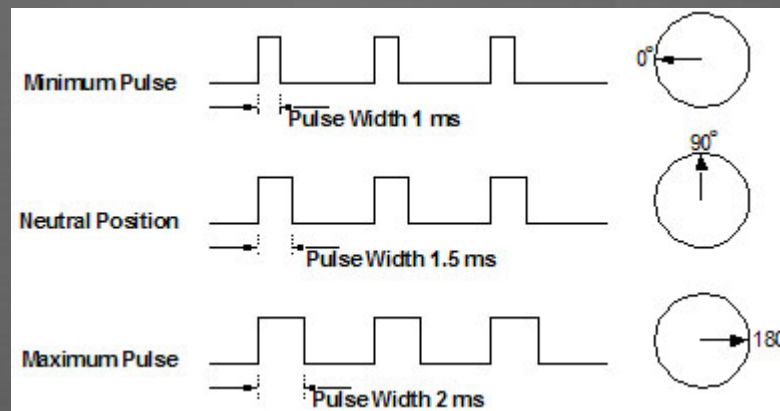 Minimum Pulse
0°
Pulse Width 1 ms
90°
Neutral Position
Pulse Width 1.5 ms
Maximum Pulse
180
Pulse Width 2 ms